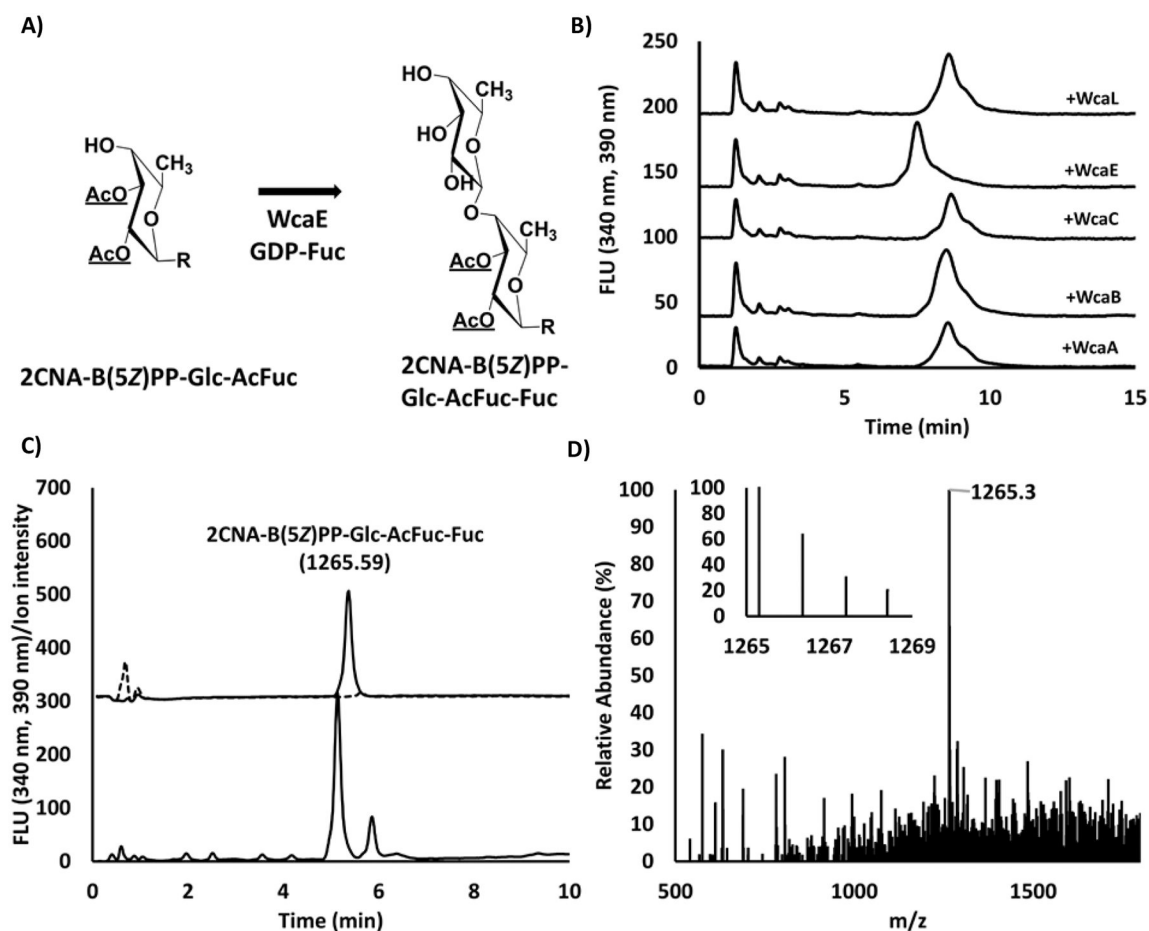 A)
HO
CH3
AcO
O
AcO
R
WcaE
GDP-Fuc
HO
CH3
HO
O
OH
O
CH3
AcO
O
AcO
R
2CNA-B(5Z)PP-Glc-AcFuc
2CNA-B(5Z)PP-
Glc-AcFuc-Fuc
B)
FLU (340 nm, 390 nm)
250
200
150
100
50
0
+WcaL
+WcaE
+WcaC
+WcaB
+WcaA
0 5 10 15
Time (min)
C)
FLU (340 nm, 390 nm)/Ion intensity
700
600
500
400
300
200
100
0
2CNA-B(5Z)PP-Glc-AcFuc-Fuc
(1265.59)
0 2 4 6 8 10
Time (min)
D)
Relative Abundance (%)
100
90
80
70
60
50
40
30
20
10
0
1265.3
100
80
60
40
20
0
1265 1267 1269
500 1000 1500
m/z